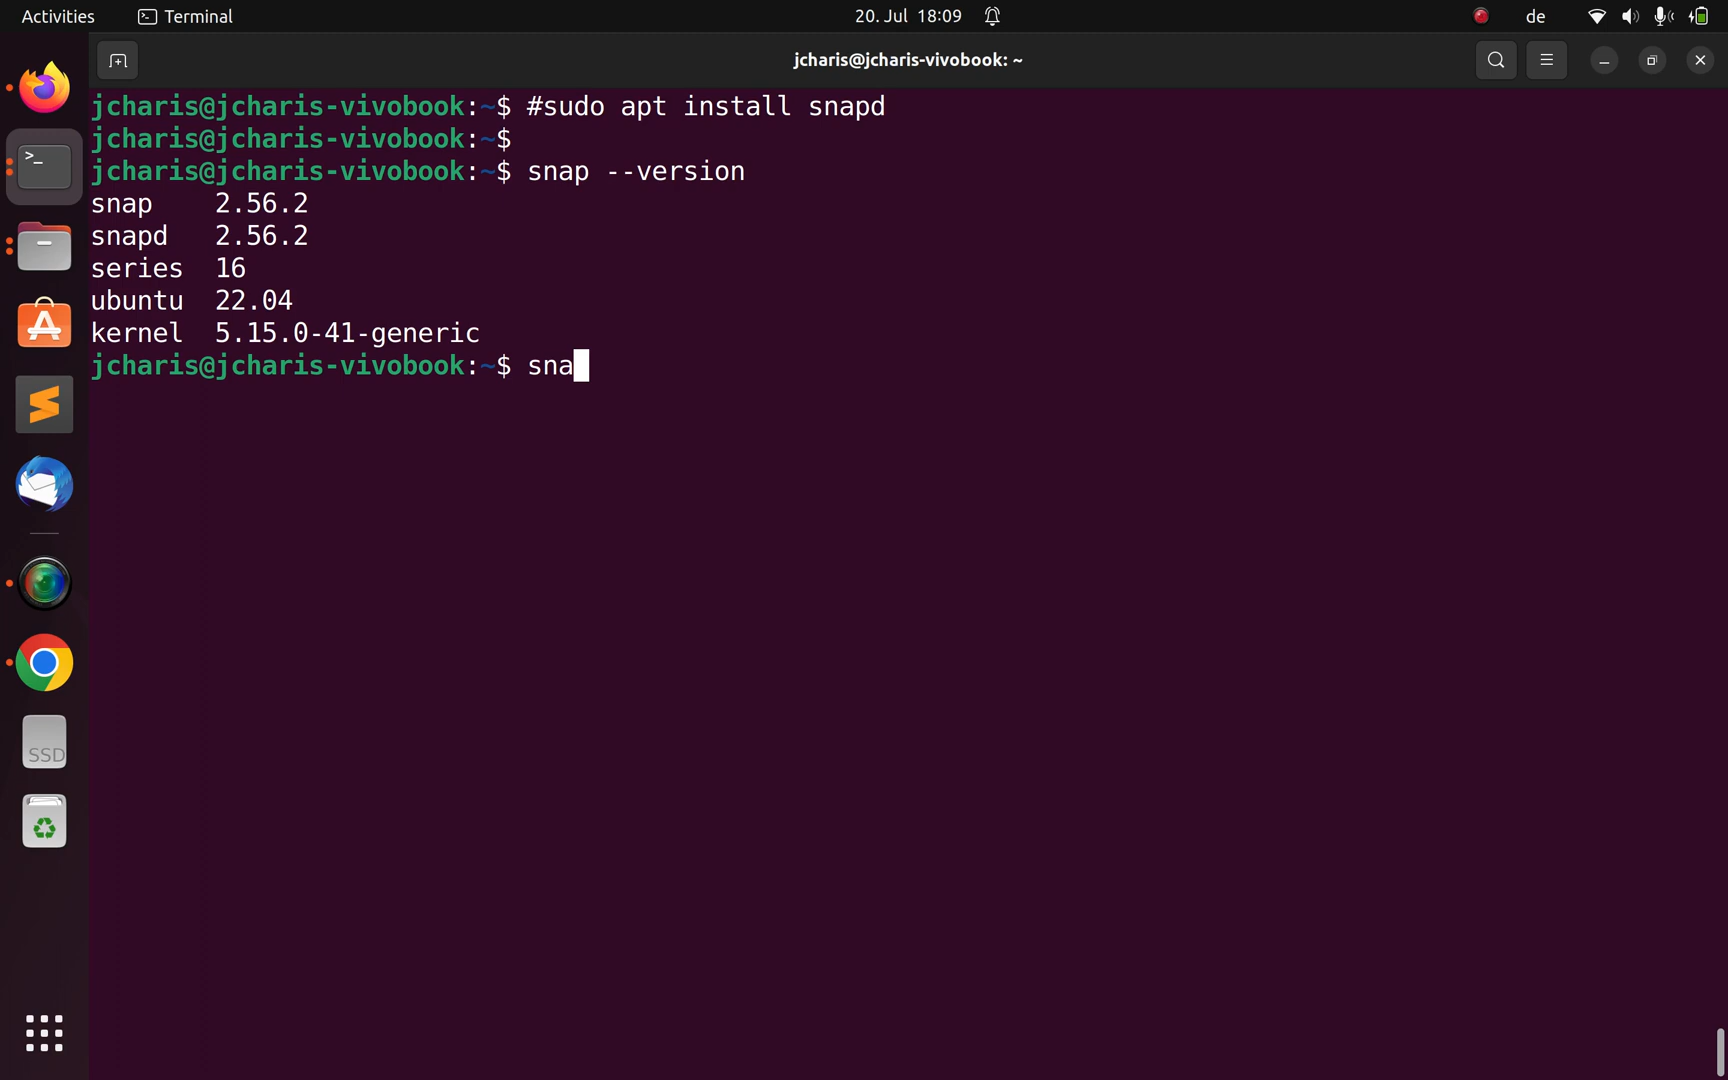 Activities Terminal 20. Jul 18:09 de
jcharis@jcharis-vivobook: ~
jcharis@jcharis-vivobook:~$ #sudo apt install snapd
jcharis@jcharis-vivobook:~$
jcharis@jcharis-vivobook:~$ snap --version
snap 2.56.2
snapd 2.56.2
series 16
ubuntu 22.04
kernel 5.15.0-41-generic
jcharis@jcharis-vivobook:~$ sna
SSD